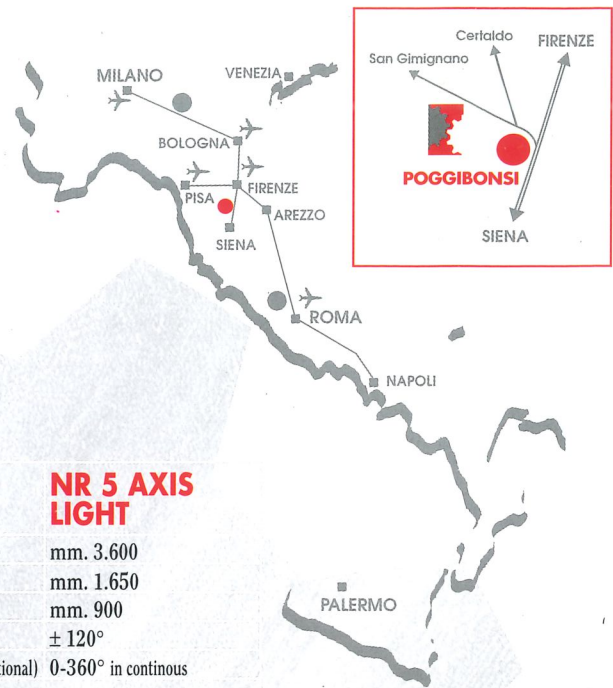 MILANO
VENEZIA
BOLOGNA
PISA
FIRENZE
AREZZO
SIENA
ROMA
NAPOLI
PALERMO
Certaldo
FIRENZE
San Gimignano
POGGIBONSI
SIENA
NR 5 AXIS
LIGHT
mm. 3.600
mm. 1.650
mm. 900
± 120°
tional) 0-360° in continous